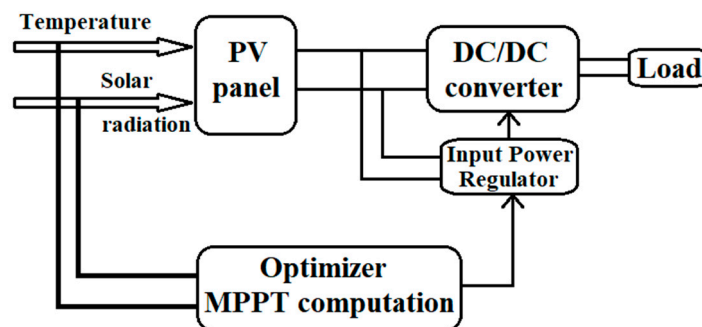 Temperature
Solar
radiation
PV
panel
DC/DC
converter
Load
Input Power
Regulator
Optimizer
MPPT computation